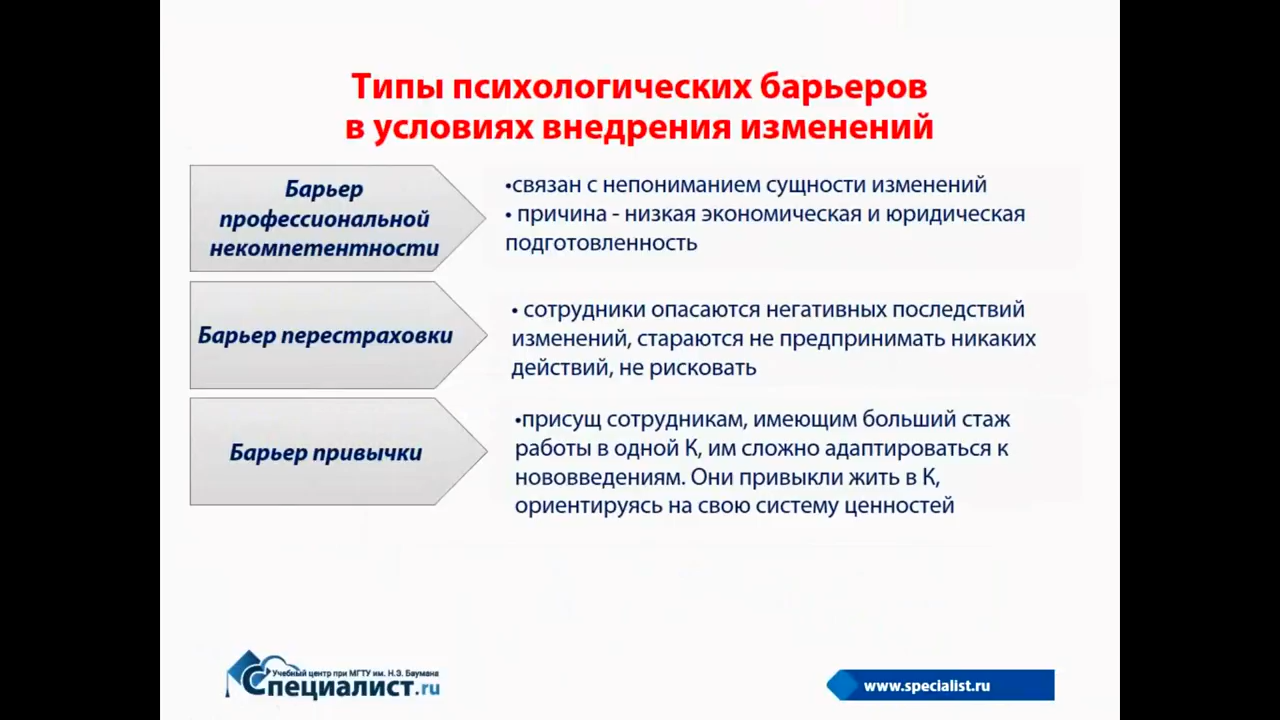 Типы психологических барьеров
в условиях внедрения изменений
Барьер
профессиональной
некомпетентности
•связан с непониманием сущности изменений
• причина - низкая экономическая и юридическая
подготовленность
Барьер перестраховки
• сотрудники опасаются негативных последствий
изменений, стараются не предпринимать никаких
действий, не рисковать
Барьер привычки
•присущ сотрудникам, имеющим больший стаж
работы в одной К, им сложно адаптироваться к
нововведениям. Они привыкли жить в К,
ориентируясь на свою систему ценностей
Учебный центр при МГТУ им. Н.Э. Баумана
Специалист.ru
www.specialist.ru